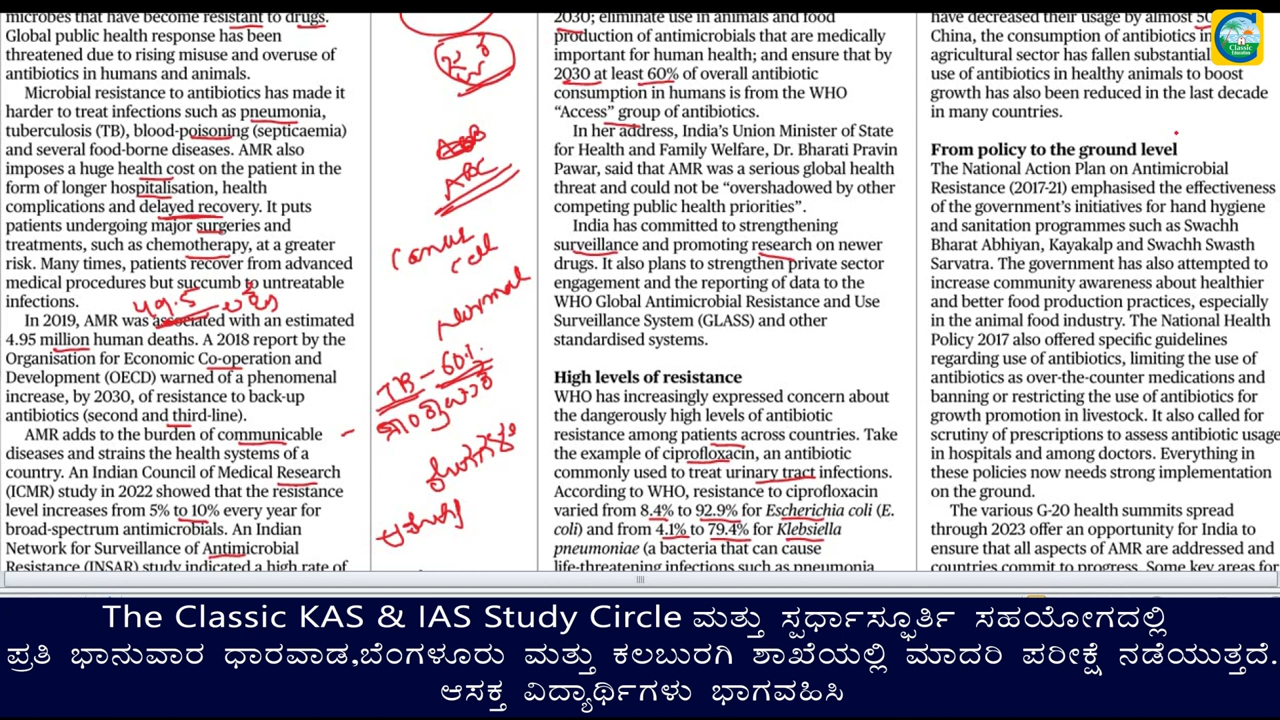 microbes that have become resistant to drugs.
Global public health response has been
threatened due to rising misuse and overuse of
antibiotics in humans and animals.
Microbial resistance to antibiotics has made it
harder to treat infections such as pneumonia,
tuberculosis (TB), blood-poisoning (septicaemia)
and several food-borne diseases. AMR also
imposes a huge health cost on the patient in the
form of longer hospitalisation, health
complications and delayed recovery. It puts
patients undergoing major surgeries and
treatments, such as chemotherapy, at a greater
risk. Many times, patients recover from advanced
medical procedures but succumb to untreatable
infections.
49.5
In 2019, AMR was associated with an estimated
4.95 million human deaths. A 2018 report by the
Organisation for Economic Co-operation and
Development (OECD) warned of a phenomenal
increase, by 2030, of resistance to back-up
antibiotics (second and third-line).
AMR adds to the burden of communicable
diseases and strains the health systems of a
country. An Indian Council of Medical Research
(ICMR) study in 2022 showed that the resistance
level increases from 5% to 10% every year for
broad-spectrum antimicrobials. An Indian
Network for Surveillance of Antimicrobial
Resistance (INSAR) study indicated a high rate of
ABC
Cell
Normal
TB - 60%
2030; eliminate use in animals and food
production of antimicrobials that are medically
important for human health; and ensure that by
2030 at least 60% of overall antibiotic
consumption in humans is from the WHO
“Access” group of antibiotics.
In her address, India’s Union Minister of State
for Health and Family Welfare, Dr. Bharati Pravin
Pawar, said that AMR was a serious global health
threat and could not be “overshadowed by other
competing public health priorities”.
India has committed to strengthening
surveillance and promoting research on newer
drugs. It also plans to strengthen private sector
engagement and the reporting of data to the
WHO Global Antimicrobial Resistance and Use
Surveillance System (GLASS) and other
standardised systems.
High levels of resistance
WHO has increasingly expressed concern about
the dangerously high levels of antibiotic
resistance among patients across countries. Take
the example of ciprofloxacin, an antibiotic
commonly used to treat urinary tract infections.
According to WHO, resistance to ciprofloxacin
varied from 8.4% to 92.9% for Escherichia coli (E.
coli) and from 4.1% to 79.4% for Klebsiella
pneumoniae (a bacteria that can cause
life-threatening infections such as pneumonia
have decreased their usage by almost
China, the consumption of antibiotics
agricultural sector has fallen
use of antibiotics in healthy animals to boost
growth has also been reduced in the last decade
in many countries.
From policy to the ground level
The National Action Plan on Antimicrobial
Resistance (2017-21) emphasised the effectiveness
of the government’s initiatives for hand hygiene
and sanitation programmes such as Swachh
Bharat Abhiyan, Kayakalp and Swachh Swasth
Sarvatra. The government has also attempted to
increase community awareness about healthier
and better food production practices, especially
in the animal food industry. The National Health
Policy 2017 also offered specific guidelines
regarding use of antibiotics, limiting the use of
antibiotics as over-the-counter medications and
banning or restricting the use of antibiotics for
growth promotion in livestock. It also called for
scrutiny of prescriptions to assess antibiotic usage
in hospitals and among doctors. Everything in
these policies now needs strong implementation
on the ground.
The various G-20 health summits spread
through 2023 offer an opportunity for India to
ensure that all aspects of AMR are addressed and
countries commit to progress. Some key areas for
Classic
Education
The Classic KAS & IAS Study Circle ಮತ್ತು ಸ್ಪರ್ಧಾಸ್ಫೂರ್ತಿ ಸಹಯೋಗದಲ್ಲಿ
ಪ್ರತಿ ಭಾನುವಾರ ಧಾರವಾಡ,ಬೆಂಗಳೂರು ಮತ್ತು ಕಲಬುರಗಿ ಶಾಖೆಯಲ್ಲಿ ಮಾದರಿ ಪರೀಕ್ಷೆ ನಡೆಯುತ್ತದೆ.
ಆಸಕ್ತ ವಿದ್ಯಾರ್ಥಿಗಳು ಭಾಗವಹಿಸಿ